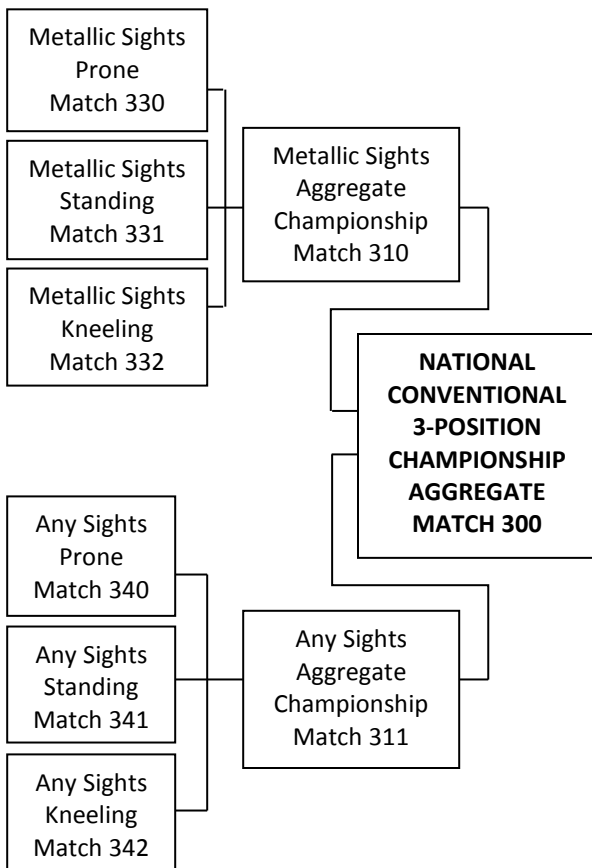 Metallic Sights
Prone
Match 330
Metallic Sights
Standing
Match 331
Metallic Sights
Kneeling
Match 332
Metallic Sights
Aggregate
Championship
Match 310
NATIONAL
CONVENTIONAL
3-POSITION
CHAMPIONSHIP
AGGREGATE
MATCH 300
Any Sights
Prone
Match 340
Any Sights
Standing
Match 341
Any Sights
Kneeling
Match 342
Any Sights
Aggregate
Championship
Match 311